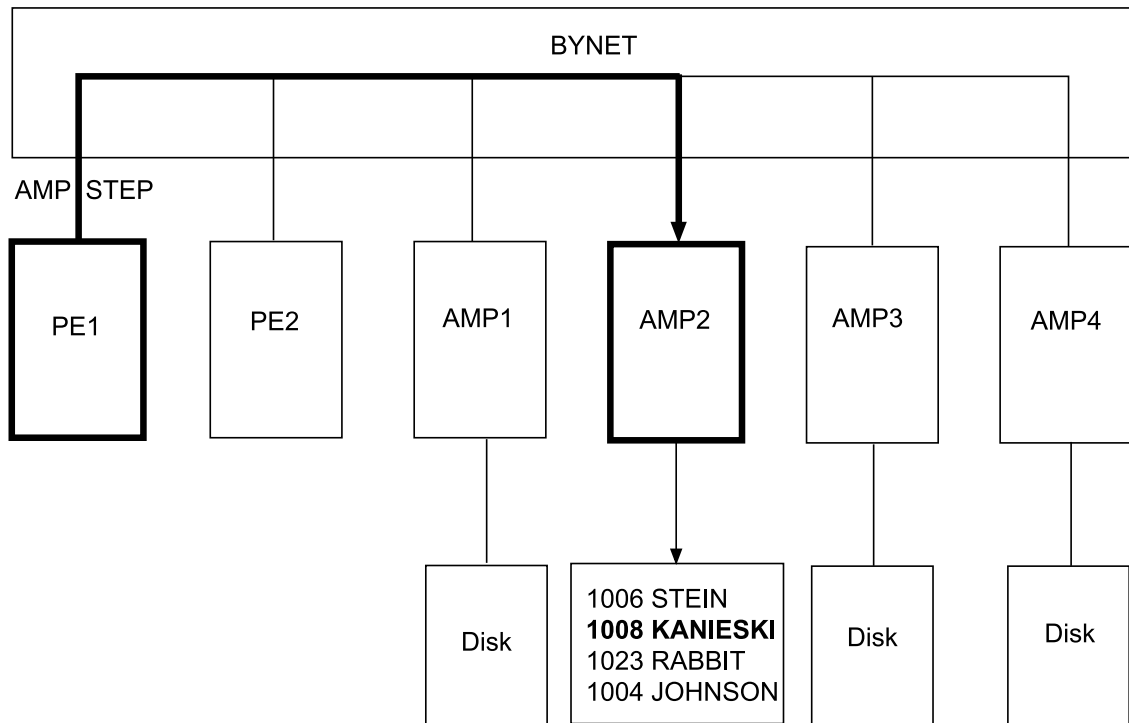 BYNET
AMP STEP
PE1
PE2
AMP1
AMP2
AMP3
AMP4
Disk
1006 STEIN
1008 KANIESKI
1023 RABBIT
1004 JOHNSON
Disk
Disk